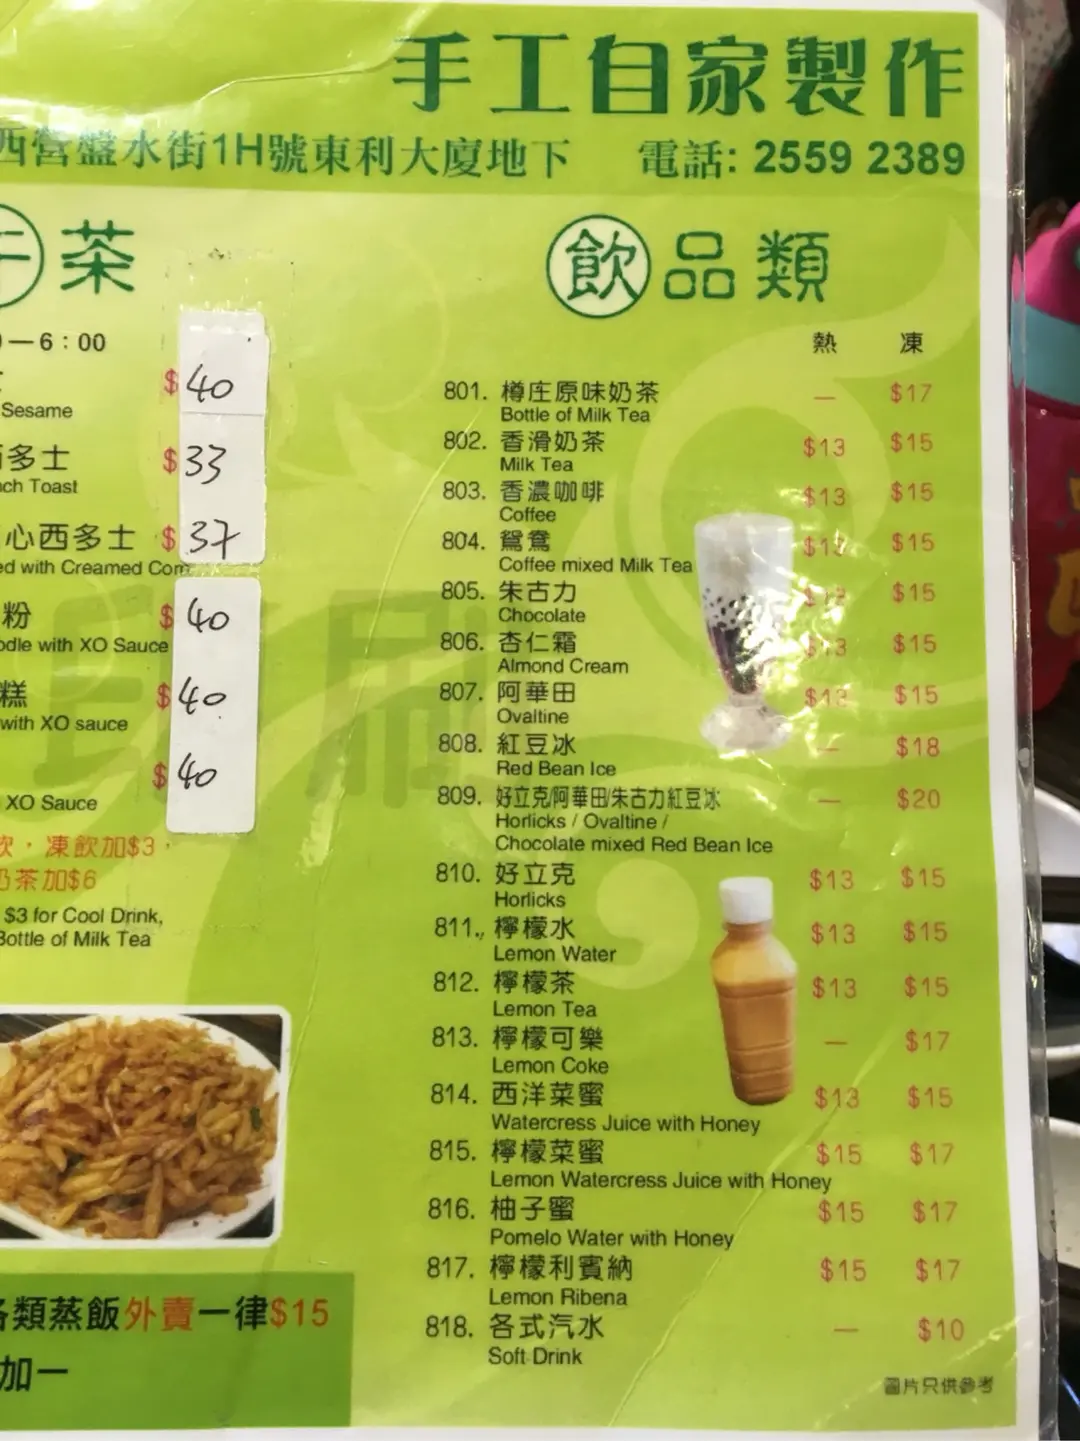 手工自家製作
西營盤水街1H號東利大廈地下 電話: 2559 2389
茶
—6:00
$40
Sesame
多士 $33
Toast
心西多士 $37
with Creamed Corn
粉 $40
with XO Sauce
糕 $40
with XO sauce
$40
XO Sauce
飲，凍飲加$3，
奶茶加$6
$3 for Cool Drink,
Bottle of Milk Tea
各類蒸飯外賣一律$15
加一
飲品類
熱 凍
801. 樽庄原味奶茶 — $17
Bottle of Milk Tea
802. 香滑奶茶 $13 $15
Milk Tea
803. 香濃咖啡 $13 $15
Coffee
804. 鴛鴦 $13 $15
Coffee mixed Milk Tea
805. 朱古力 $13 $15
Chocolate
806. 杏仁霜 $13 $15
Almond Cream
807. 阿華田 $13 $15
Ovaltine
808. 紅豆冰 — $18
Red Bean Ice
809. 好立克/阿華田/朱古力紅豆冰 — $20
Horlicks / Ovaltine /
Chocolate mixed Red Bean Ice
810. 好立克 $13 $15
Horlicks
811. 檸檬水 $13 $15
Lemon Water
812. 檸檬茶 $13 $15
Lemon Tea
813. 檸檬可樂 — $17
Lemon Coke
814. 西洋菜蜜 $13 $15
Watercress Juice with Honey
815. 檸檬菜蜜 $15 $17
Lemon Watercress Juice with Honey
816. 柚子蜜 $15 $17
Pomelo Water with Honey
817. 檸檬利賓納 $15 $17
Lemon Ribena
818. 各式汽水 — $10
Soft Drink
圖片只供參考